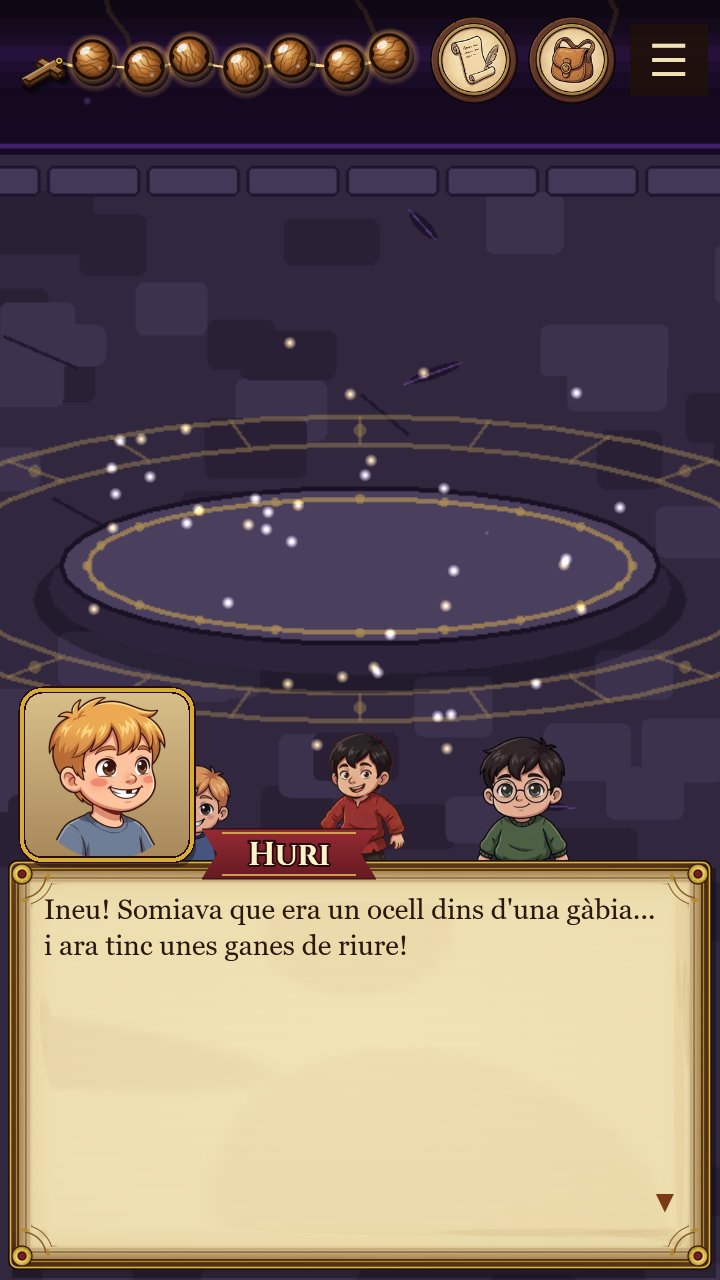 HURI
Ineu! Somiava que era un ocell dins d'una gàbia...
i ara tinc unes ganes de riure!